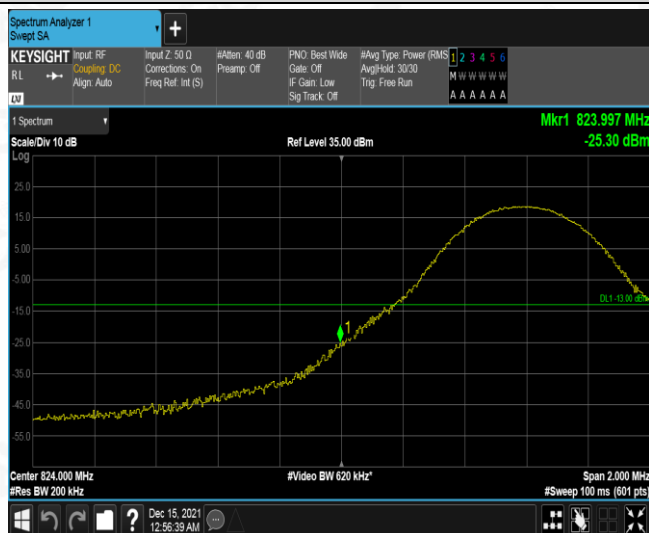 Spectrum Analyzer 1
Swept SA
KEYSIGHT
RL
LXI
Input: RF
Coupling: DC
Align: Auto
Input Z: 50 Ω
Corrections: On
Freq Ref: Int (S)
#Atten: 40 dB
Preamp: Off
PNO: Best Wide
Gate: Off
IF Gain: Low
Sig Track: Off
#Avg Type: Power (RMS
Avg|Hold: 30/30
Trig: Free Run
1 2 3 4 5 6
M W W W W W
A A A A A A
1 Spectrum
Mkr1 823.997 MHz
Scale/Div 10 dB
Ref Level 35.00 dBm
-25.30 dBm
Log
25.0
15.0
5.00
-5.00
DL1 -13.00 dBm
-15.0
1
-25.0
-35.0
-45.0
-55.0
Center 824.000 MHz
#Video BW 620 kHz*
Span 2.000 MHz
#Res BW 200 kHz
#Sweep 100 ms (601 pts)
?
Dec 15, 2021
12:56:39 AM